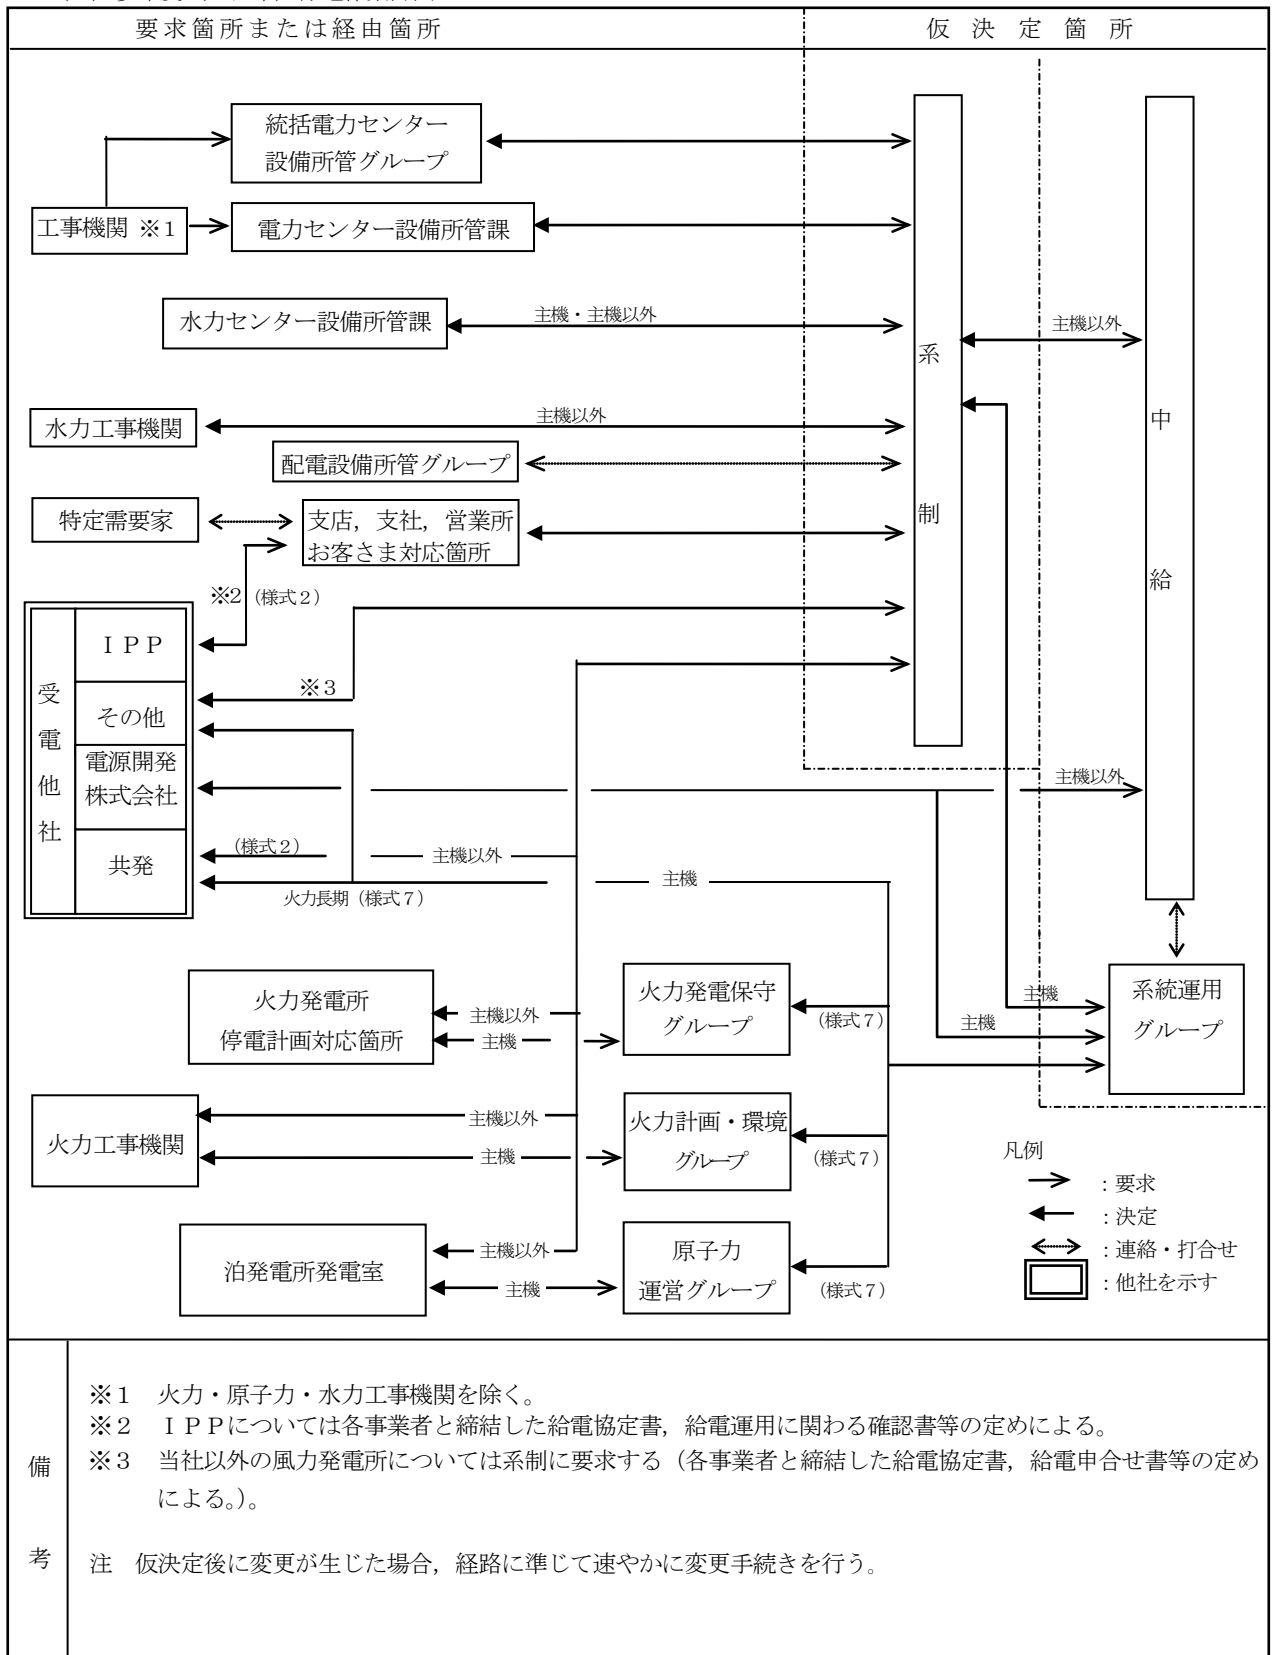 要求箇所または経由箇所
仮決定箇所
統括電力センター
設備所管グループ
工事機関 ※1
電力センター設備所管課
水力センター設備所管課
主機・主機以外
主機以外
系制
中給
水力工事機関
主機以外
配電設備所管グループ
特定需要家
支店，支社，営業所
お客さま対応箇所
※2（様式２）
受電他社
ＩＰＰ
※３
その他
電源開発
株式会社
主機以外
共発
（様式２）
主機以外
主機
火力長期（様式７）
火力発電所
停電計画対応箇所
主機以外
主機
火力発電保守
グループ
（様式７）
主機
主機
系統運用
グループ
火力工事機関
主機以外
主機
火力計画・環境
グループ
（様式７）
泊発電所発電室
主機以外
主機
原子力
運営グループ
（様式７）
凡例
：要求
：決定
：連絡・打合せ
：他社を示す
備考
※１　火力・原子力・水力工事機関を除く。
※２　ＩＰＰについては各事業者と締結した給電協定書，給電運用に関わる確認書等の定めによる。
※３　当社以外の風力発電所については系制に要求する（各事業者と締結した給電協定書，給電申合せ書等の定め
による。）。
注　仮決定後に変更が生じた場合，経路に準じて速やかに変更手続きを行う。